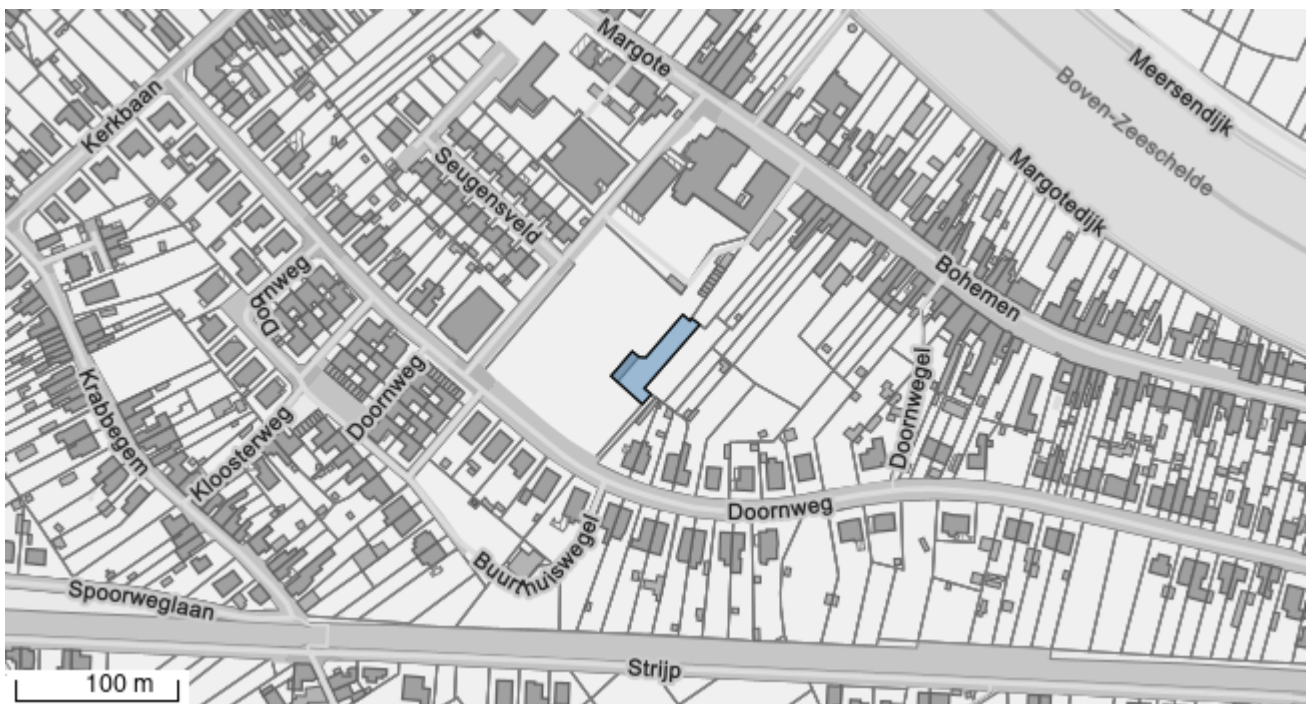 Margote
Meersendijk
Boven-Zeeschelde
Kerkbaan
Seugensveld
Margotedijk
Doornweg
Bohemen
Krabbegem
Kloosterweg
Doornweg
Doornwegel
Doornweg
Buurthuiswegel
Spoorweglaan
Strijp
100 m